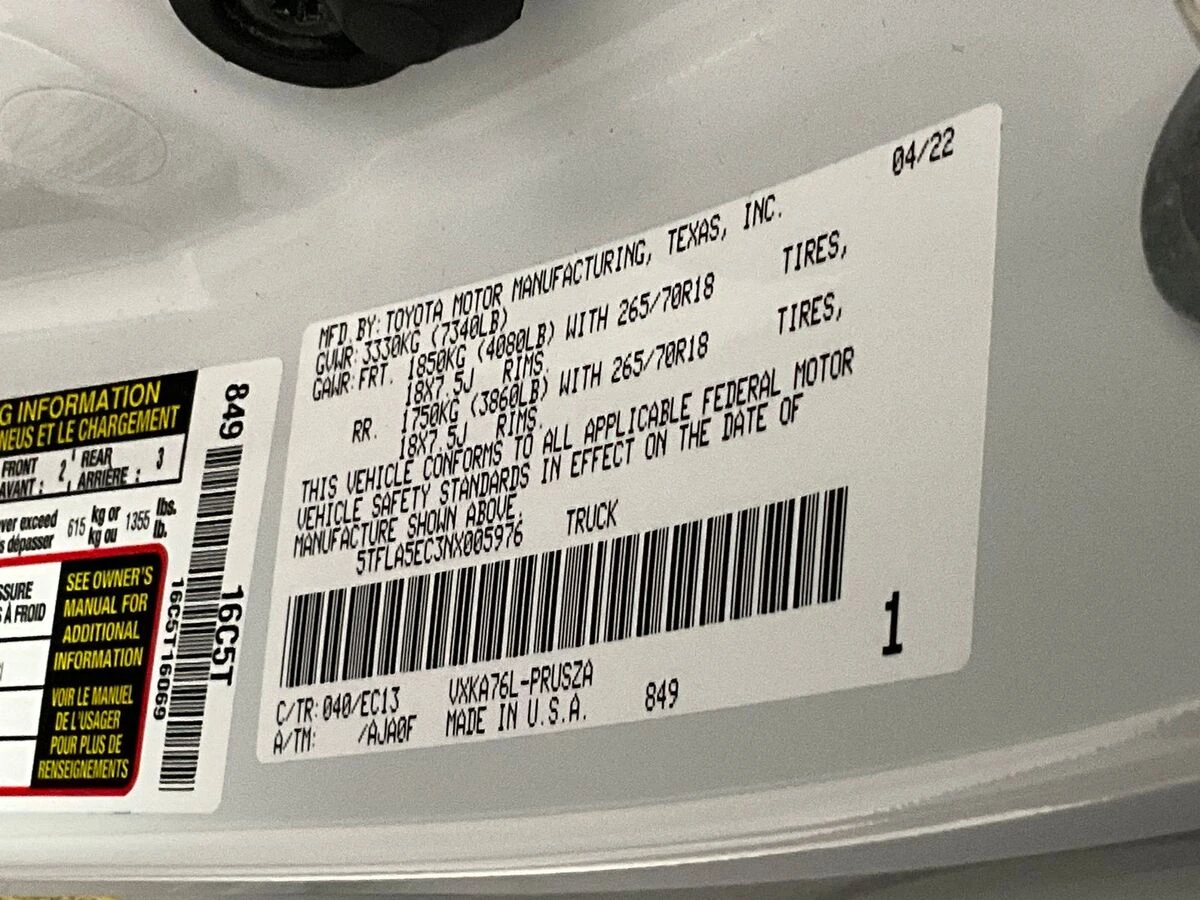 04/22
MFD. BY: TOYOTA MOTOR MANUFACTURING, TEXAS, INC.
GVWR: 3330KG (7340LB)
GAWR: FRT. 1850KG (4080LB) WITH 265/70R18 TIRES,
18X7.5J RIMS.
RR. 1750KG (3860LB) WITH 265/70R18 TIRES,
18X7.5J RIMS.
THIS VEHICLE CONFORMS TO ALL APPLICABLE FEDERAL MOTOR
VEHICLE SAFETY STANDARDS IN EFFECT ON THE DATE OF
MANUFACTURE SHOWN ABOVE.
5TFLA5EC3NX005976 TRUCK
1
C/TR: 040/EC13 VXKA76L-PRUSZA
A/TM: /AJA0F MADE IN U.S.A. 849
G INFORMATION
NEUS ET LE CHARGEMENT
FRONT 2 REAR 3
AVANT : ARRIÈRE :
ver exceed 615 kg or 1355 lbs.
s dépasser kg ou lb.
SSURE
S À FROID
SEE OWNER'S
MANUAL FOR
ADDITIONAL
INFORMATION
VOIR LE MANUEL
DE L'USAGER
POUR PLUS DE
RENSEIGNEMENTS
849
16C5T
16C5T16069